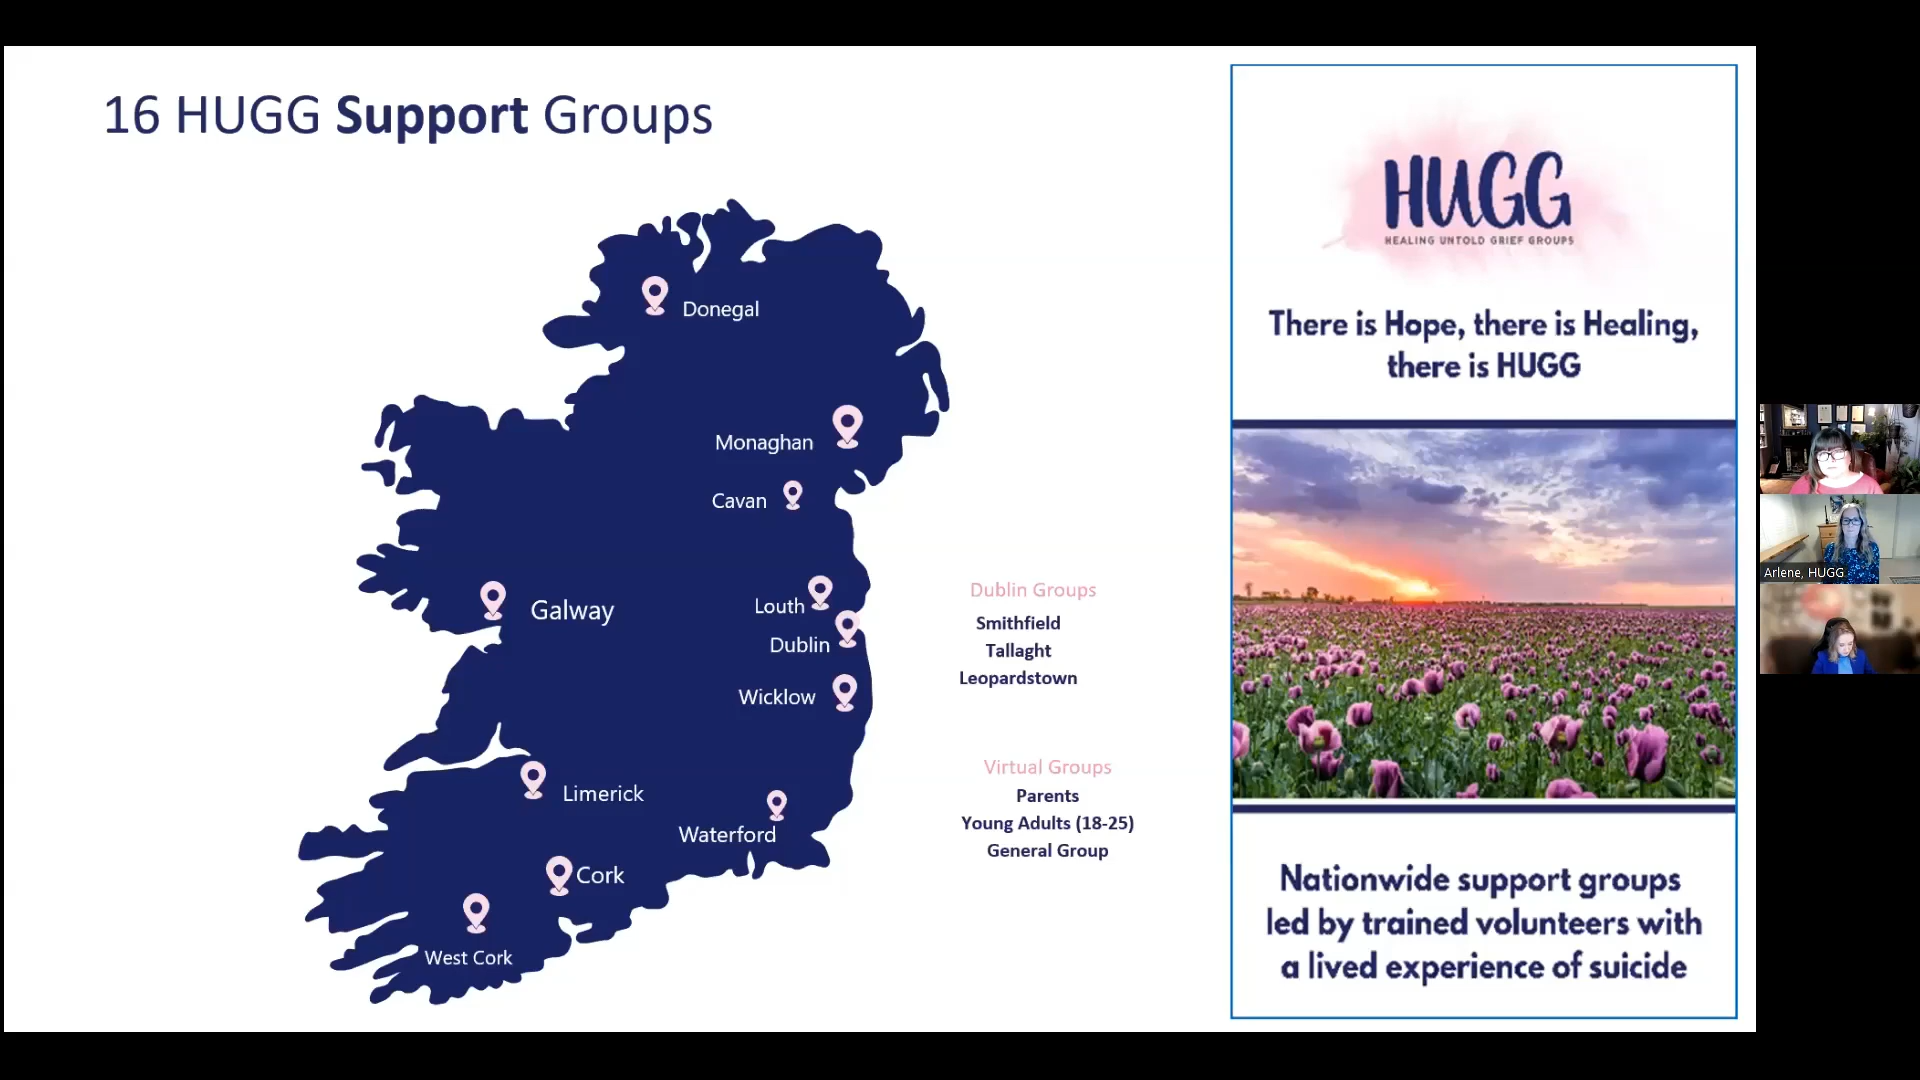 16 HUGG Support Groups
Donegal
Monaghan
Cavan
Galway
Louth
Dublin
Wicklow
Limerick
Waterford
Cork
West Cork
Dublin Groups
Smithfield
Tallaght
Leopardstown
Virtual Groups
Parents
Young Adults (18-25)
General Group
HUGG
HEALING UNTOLD GRIEF GROUPS
There is Hope, there is Healing,
there is HUGG
Nationwide support groups
led by trained volunteers with
a lived experience of suicide
Arlene, HUGG